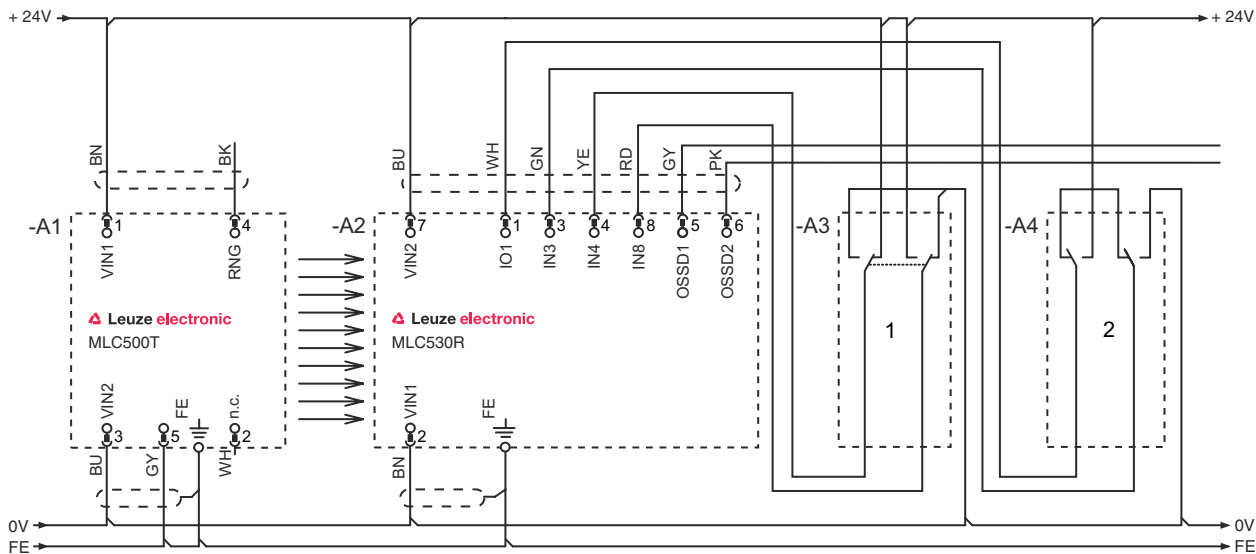 + 24V
+ 24V
BN
BK
BU
WH
GN
YE
RD
GY
PK
-A1
1
4
-A2
7
1
3
4
8
5
6
-A3
-A4
VIN1
RNG
VIN2
IO1
IN3
IN4
IN8
OSSD1
OSSD2
Leuze electronic
MLC500T
Leuze electronic
MLC530R
1
2
VIN2
FE
n.c.
VIN1
FE
3
5
2
2
BU
GY
WH
BN
0V
0V
FE
FE